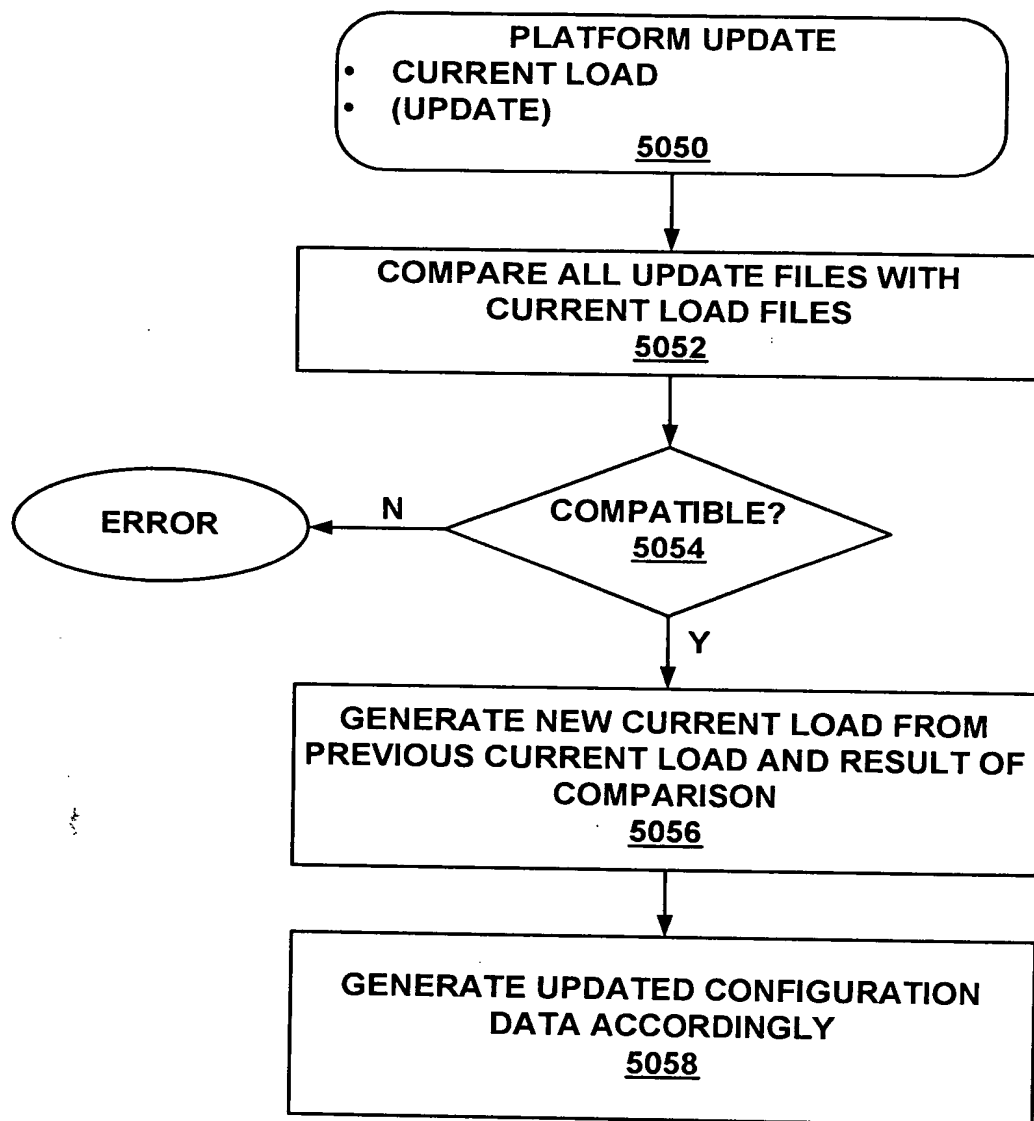 PLATFORM UPDATE
• CURRENT LOAD
• (UPDATE)
5050
COMPARE ALL UPDATE FILES WITH
CURRENT LOAD FILES
5052
COMPATIBLE?
5054
N
ERROR
Y
GENERATE NEW CURRENT LOAD FROM
PREVIOUS CURRENT LOAD AND RESULT OF
COMPARISON
5056
GENERATE UPDATED CONFIGURATION
DATA ACCORDINGLY
5058